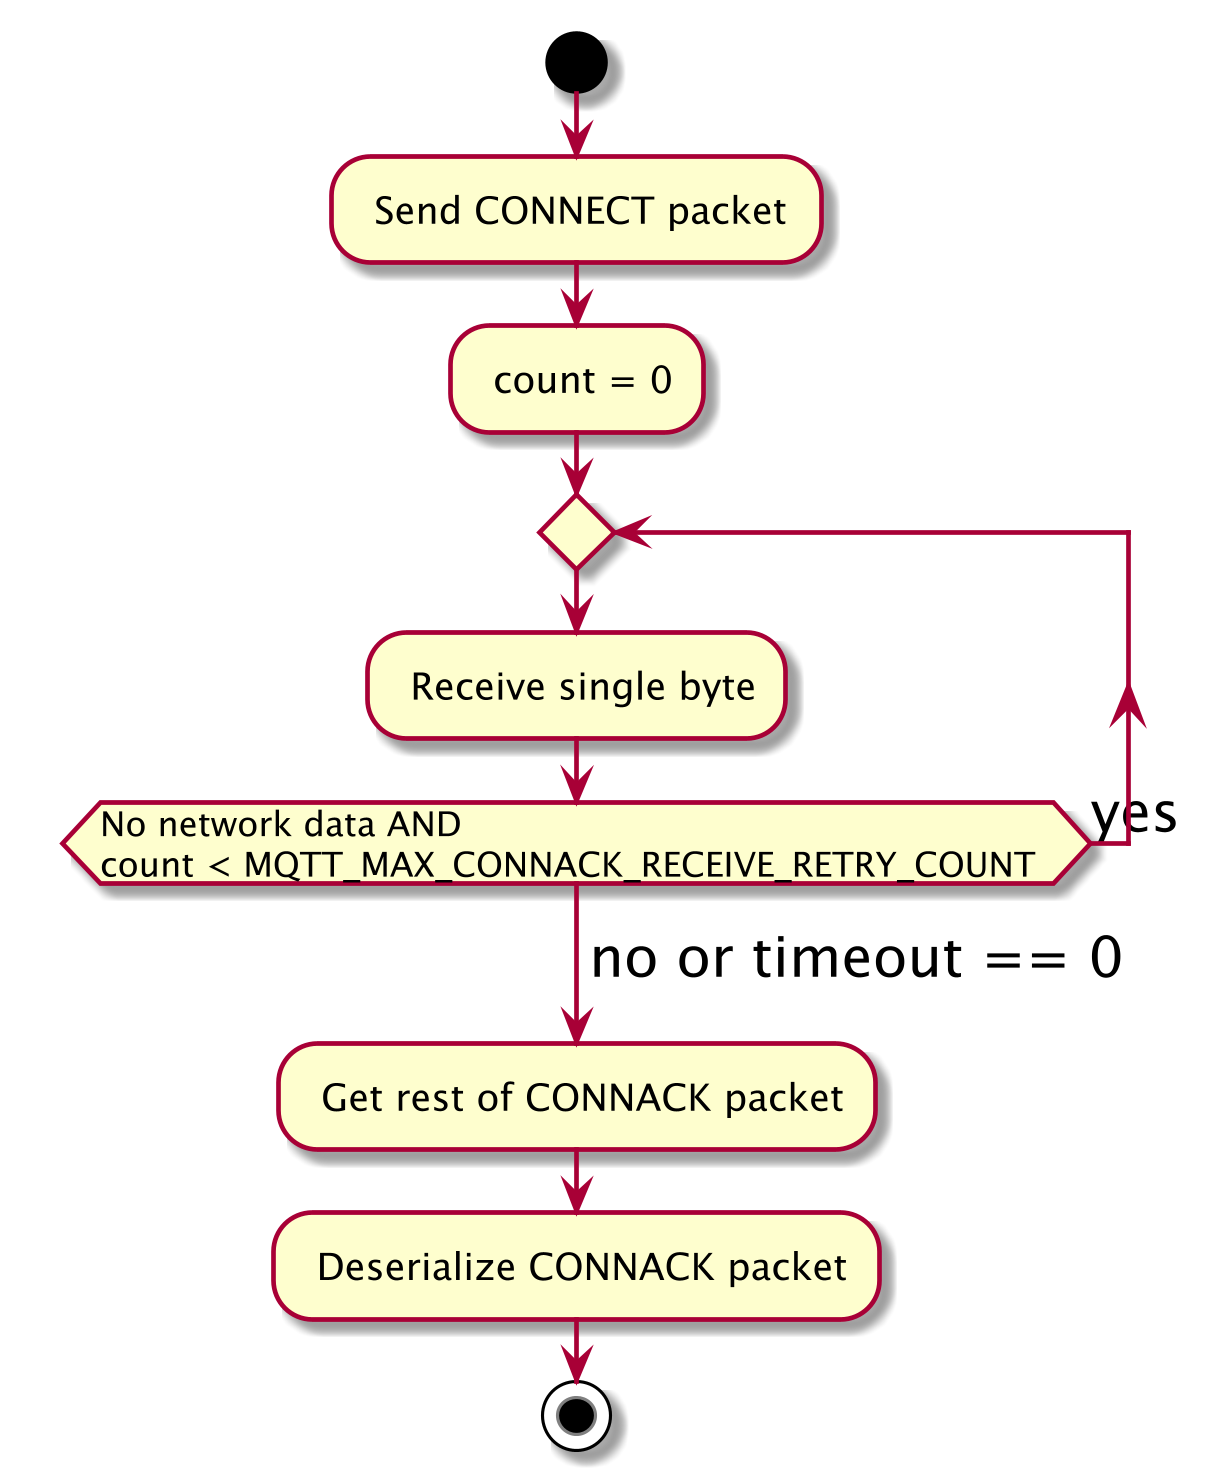 Send CONNECT packet
count = 0
Receive single byte
No network data AND
count < MQTT_MAX_CONNACK_RECEIVE_RETRY_COUNT
yes
no or timeout == 0
Get rest of CONNACK packet
Deserialize CONNACK packet